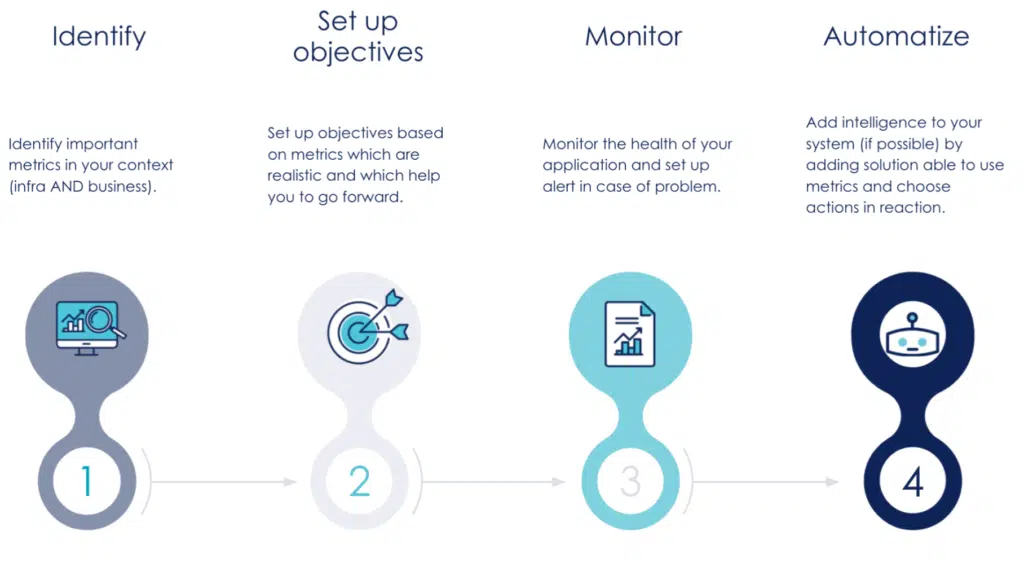 Identify
Set up
objectives
Monitor
Automatize
Identify important
metrics in your context
(infra AND business).
Set up objectives based
on metrics which are
realistic and which help
you to go forward.
Monitor the health of your
application and set up
alert in case of problem.
Add intelligence to your
system (if possible) by
adding solution able to use
metrics and choose
actions in reaction.
1
2
3
4